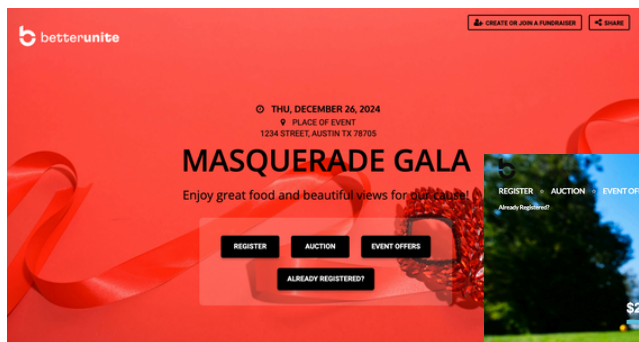 CREATE OR JOIN A FUNDRAISER
SHARE
betterunite
THU, DECEMBER 26, 2024
PLACE OF EVENT
1234 STREET, AUSTIN TX 78705
MASQUERADE GALA
Enjoy great food and beautiful views for our cause!
REGISTER
AUCTION
EVENT OFFERS
ALREADY REGISTERED?
REGISTER
AUCTION
EVENT OFF
Already Registered?
$2